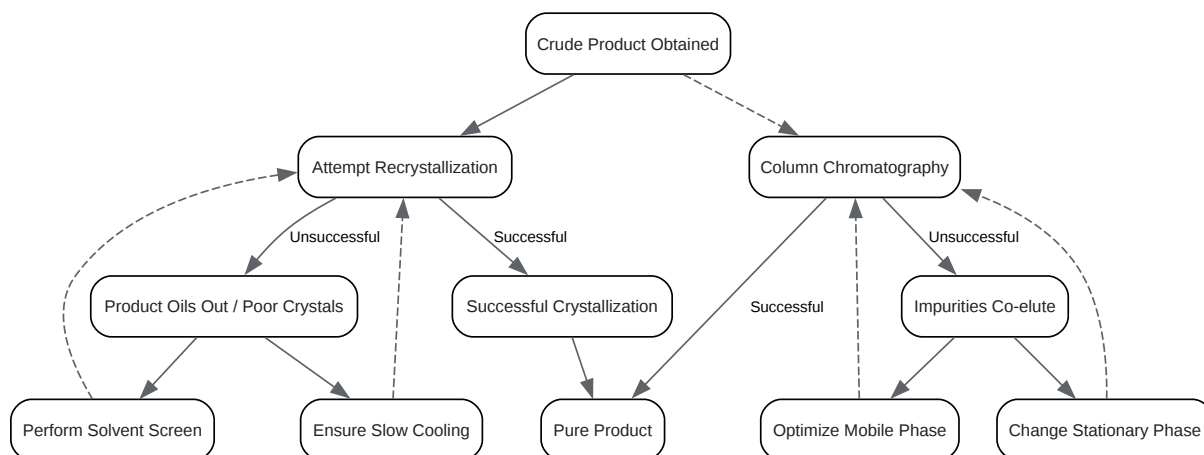 Crude Product Obtained
Attempt Recrystallization
Column Chromatography
Unsuccessful
Successful
Unsuccessful
Product Oils Out / Poor Crystals
Successful Crystallization
Successful
Impurities Co-elute
Perform Solvent Screen
Ensure Slow Cooling
Pure Product
Optimize Mobile Phase
Change Stationary Phase